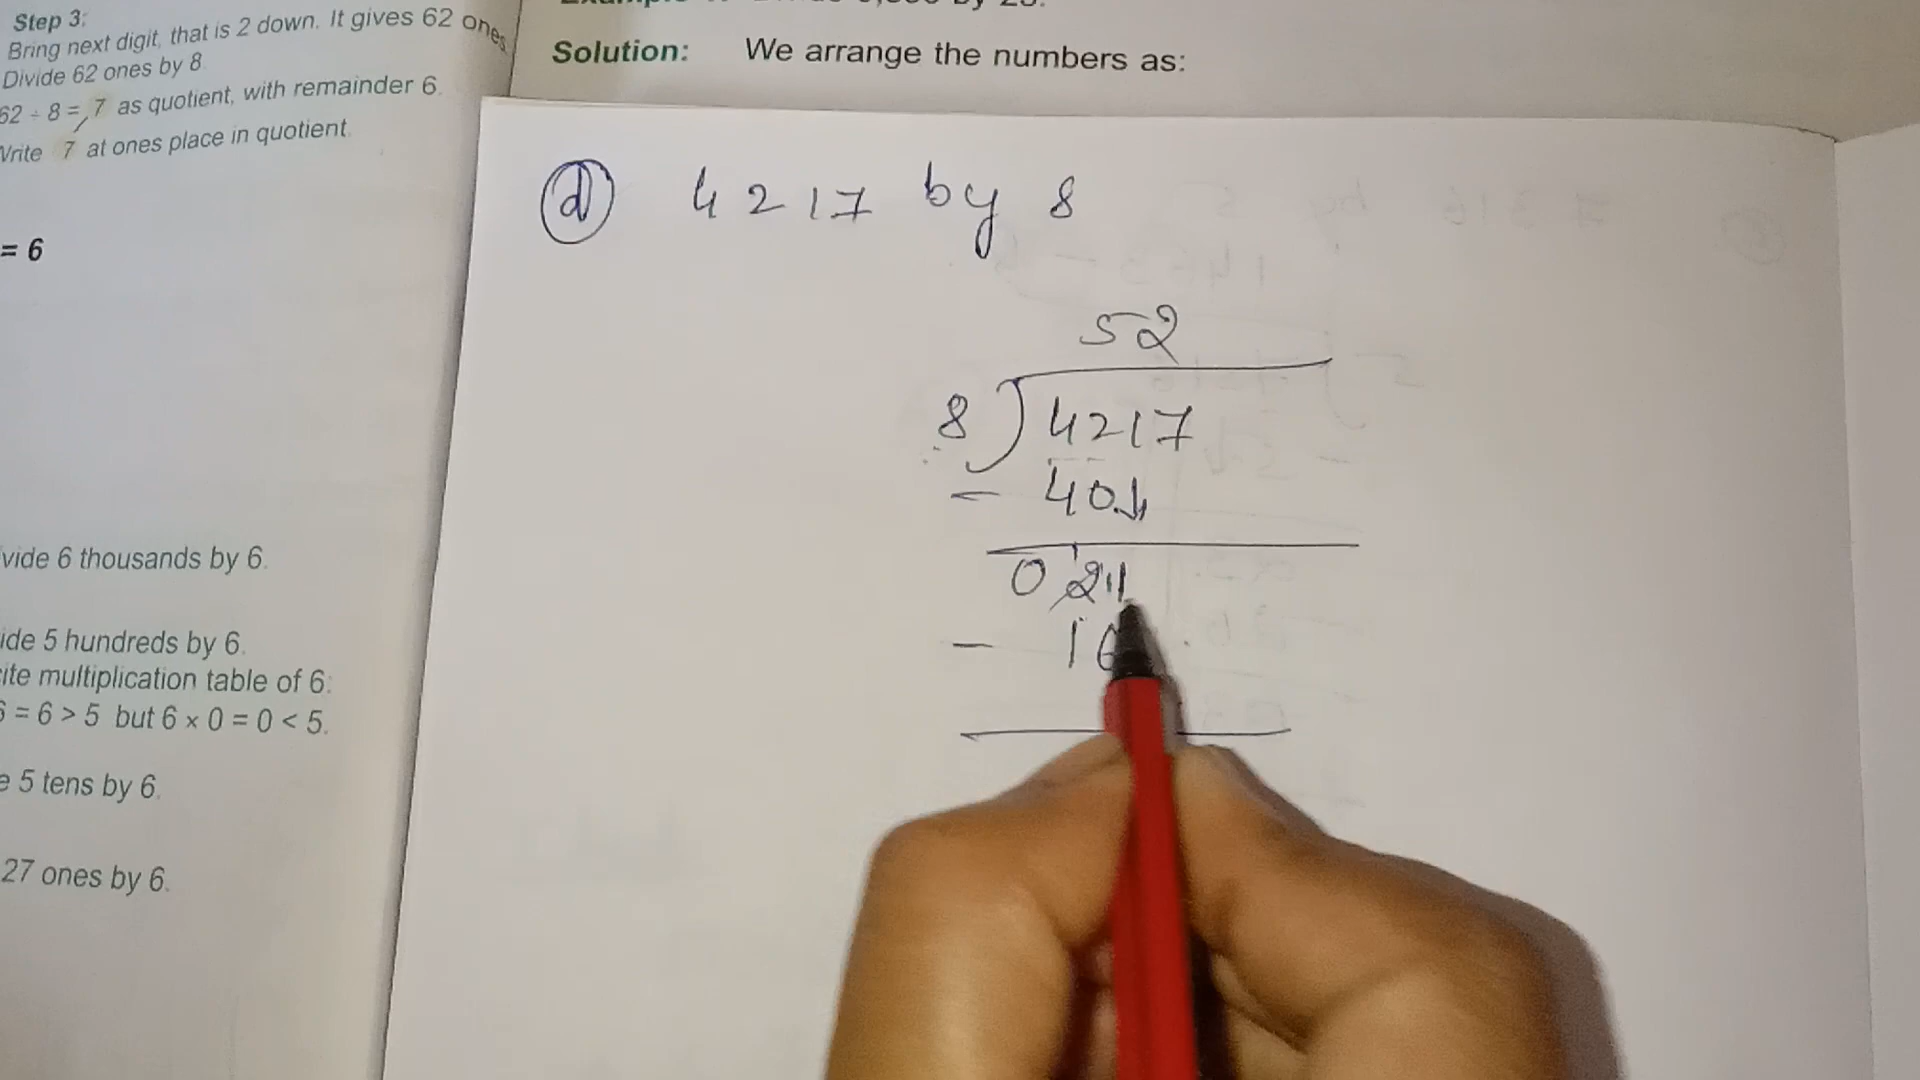 Step 3:
Bring next digit, that is 2 down. It gives 62 ones
Divide 62 ones by 8.
62 ÷ 8 = 7 as quotient, with remainder 6.
Write 7 at ones place in quotient.
= 6
vide 6 thousands by 6.
ide 5 hundreds by 6.
ite multiplication table of 6:
6 = 6 > 5 but 6 × 0 = 0 < 5.
e 5 tens by 6.
27 ones by 6.
Solution: We arrange the numbers as:
d 4217 by 8
52
8 ) 4217
- 40
0 2 11
- 1